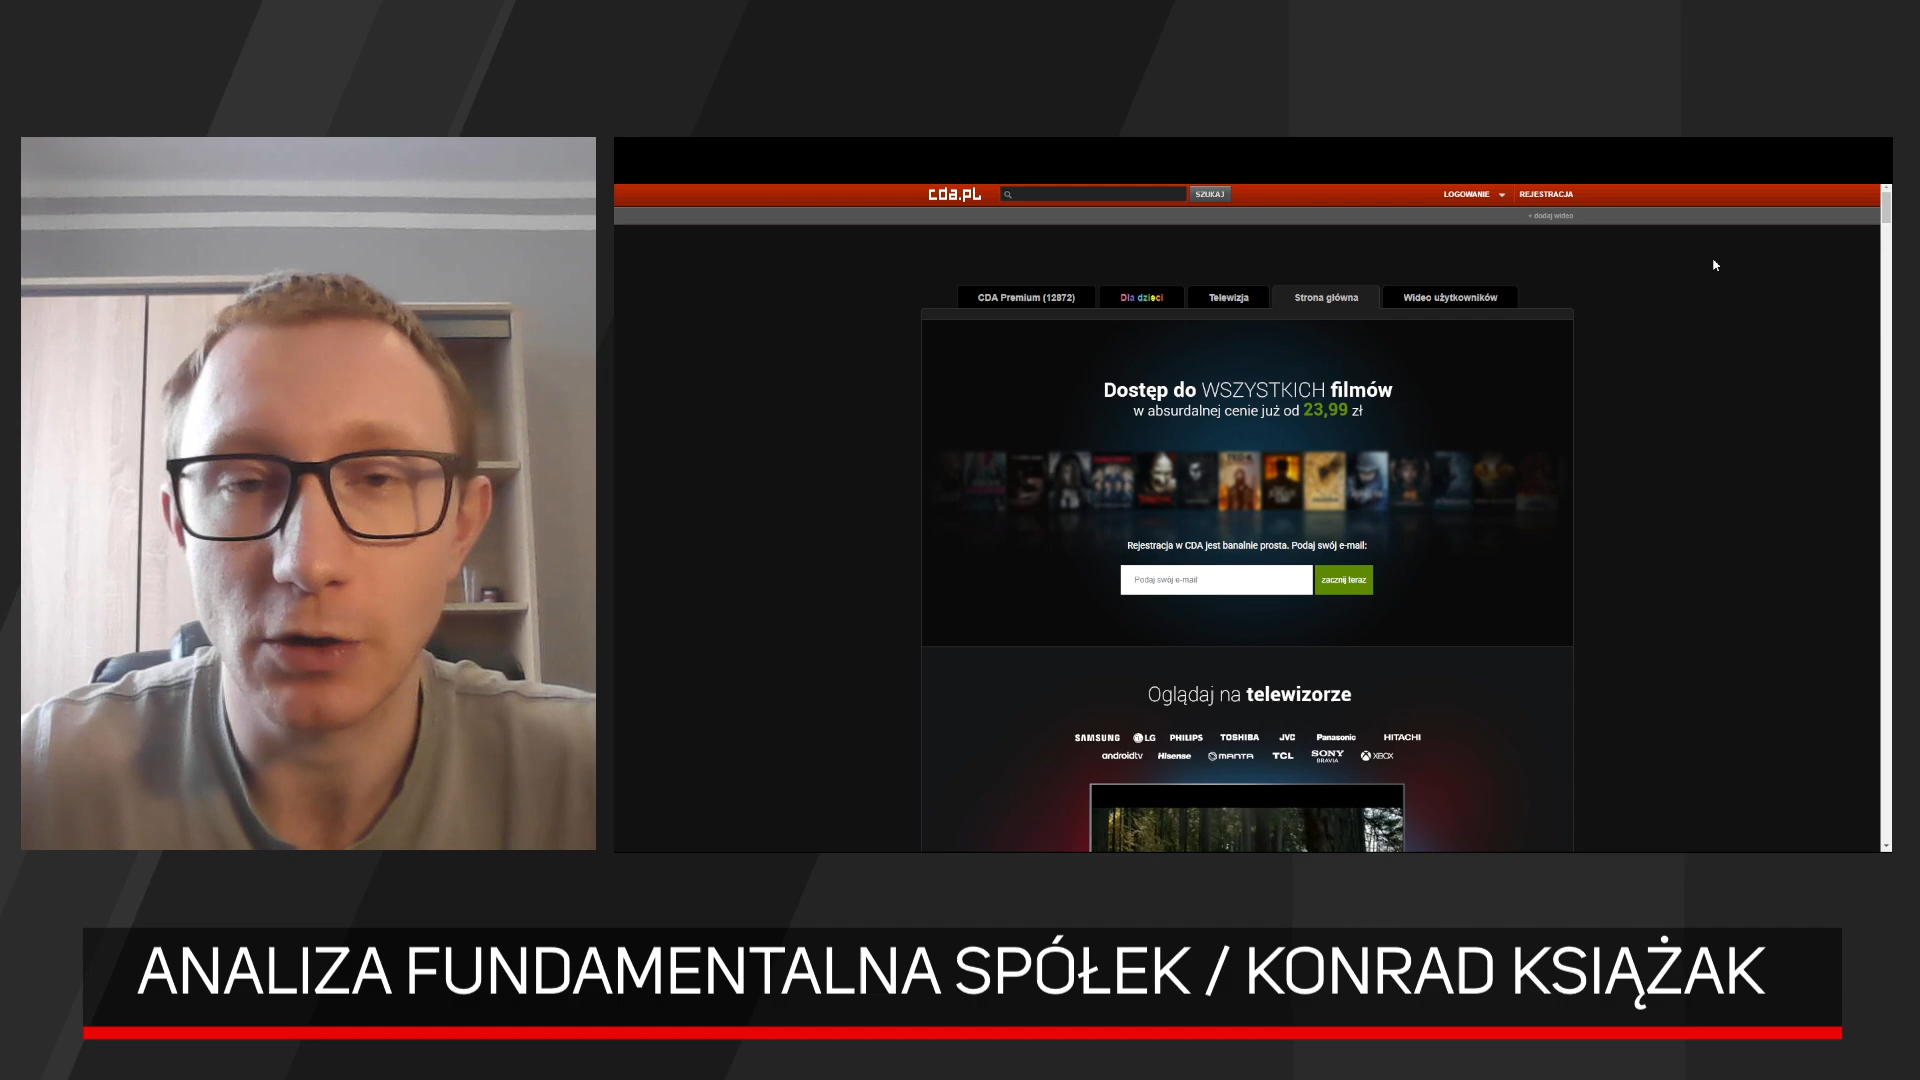 cda.pl
SZUKAJ
LOGOWANIE
REJESTRACJA
+ dodaj wideo
CDA Premium (12872)
Dla dzieci
Telewizja
Strona główna
Wideo użytkowników
Dostęp do WSZYSTKICH filmów
w absurdalnej cenie już od 23,99 zł
Rejestracja w CDA jest banalnie prosta. Podaj swój e-mail:
Podaj swój e-mail
zacznij teraz
Oglądaj na telewizorze
SAMSUNG LG PHILIPS TOSHIBA JVC Panasonic HITACHI
androidtv Hisense MANTA TCL SONY BRAVIA XBOX
ANALIZA FUNDAMENTALNA SPÓŁEK / KONRAD KSIĄŻAK